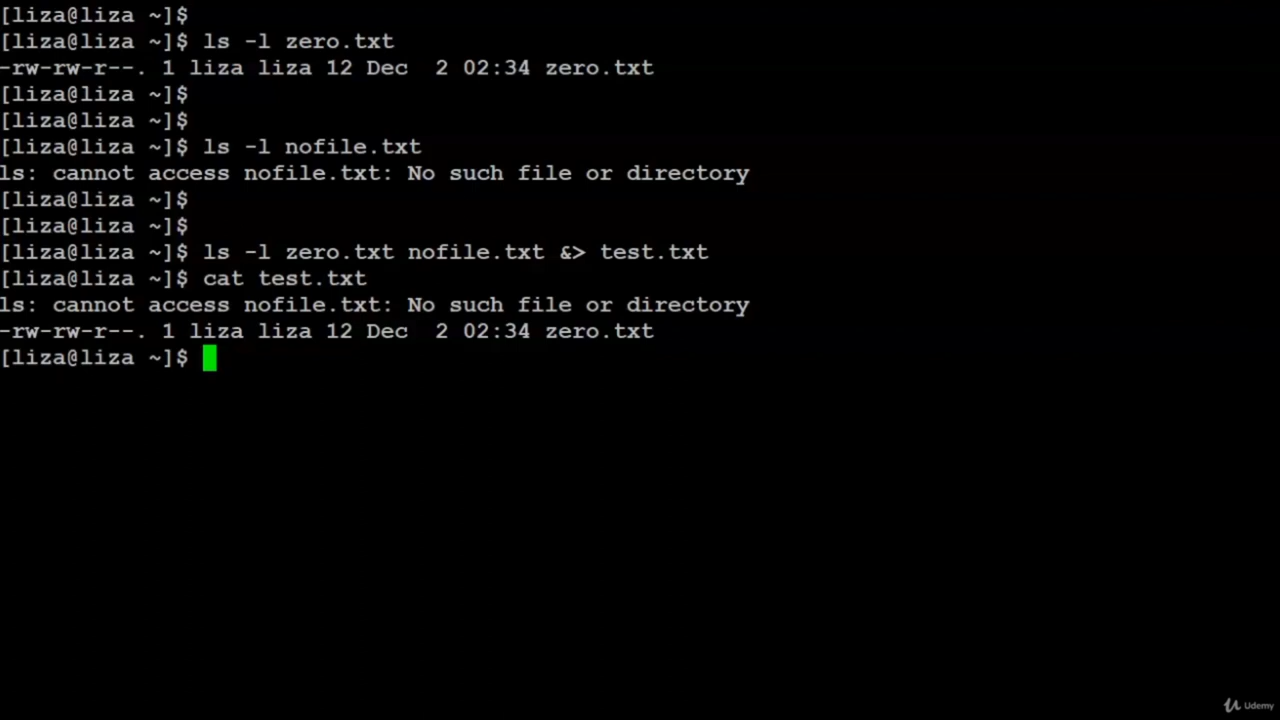 [liza@liza ~]$
[liza@liza ~]$ ls -l zero.txt
-rw-rw-r--. 1 liza liza 12 Dec  2 02:34 zero.txt
[liza@liza ~]$
[liza@liza ~]$
[liza@liza ~]$ ls -l nofile.txt
ls: cannot access nofile.txt: No such file or directory
[liza@liza ~]$
[liza@liza ~]$
[liza@liza ~]$ ls -l zero.txt nofile.txt &> test.txt
[liza@liza ~]$ cat test.txt
ls: cannot access nofile.txt: No such file or directory
-rw-rw-r--. 1 liza liza 12 Dec  2 02:34 zero.txt
[liza@liza ~]$
Udemy